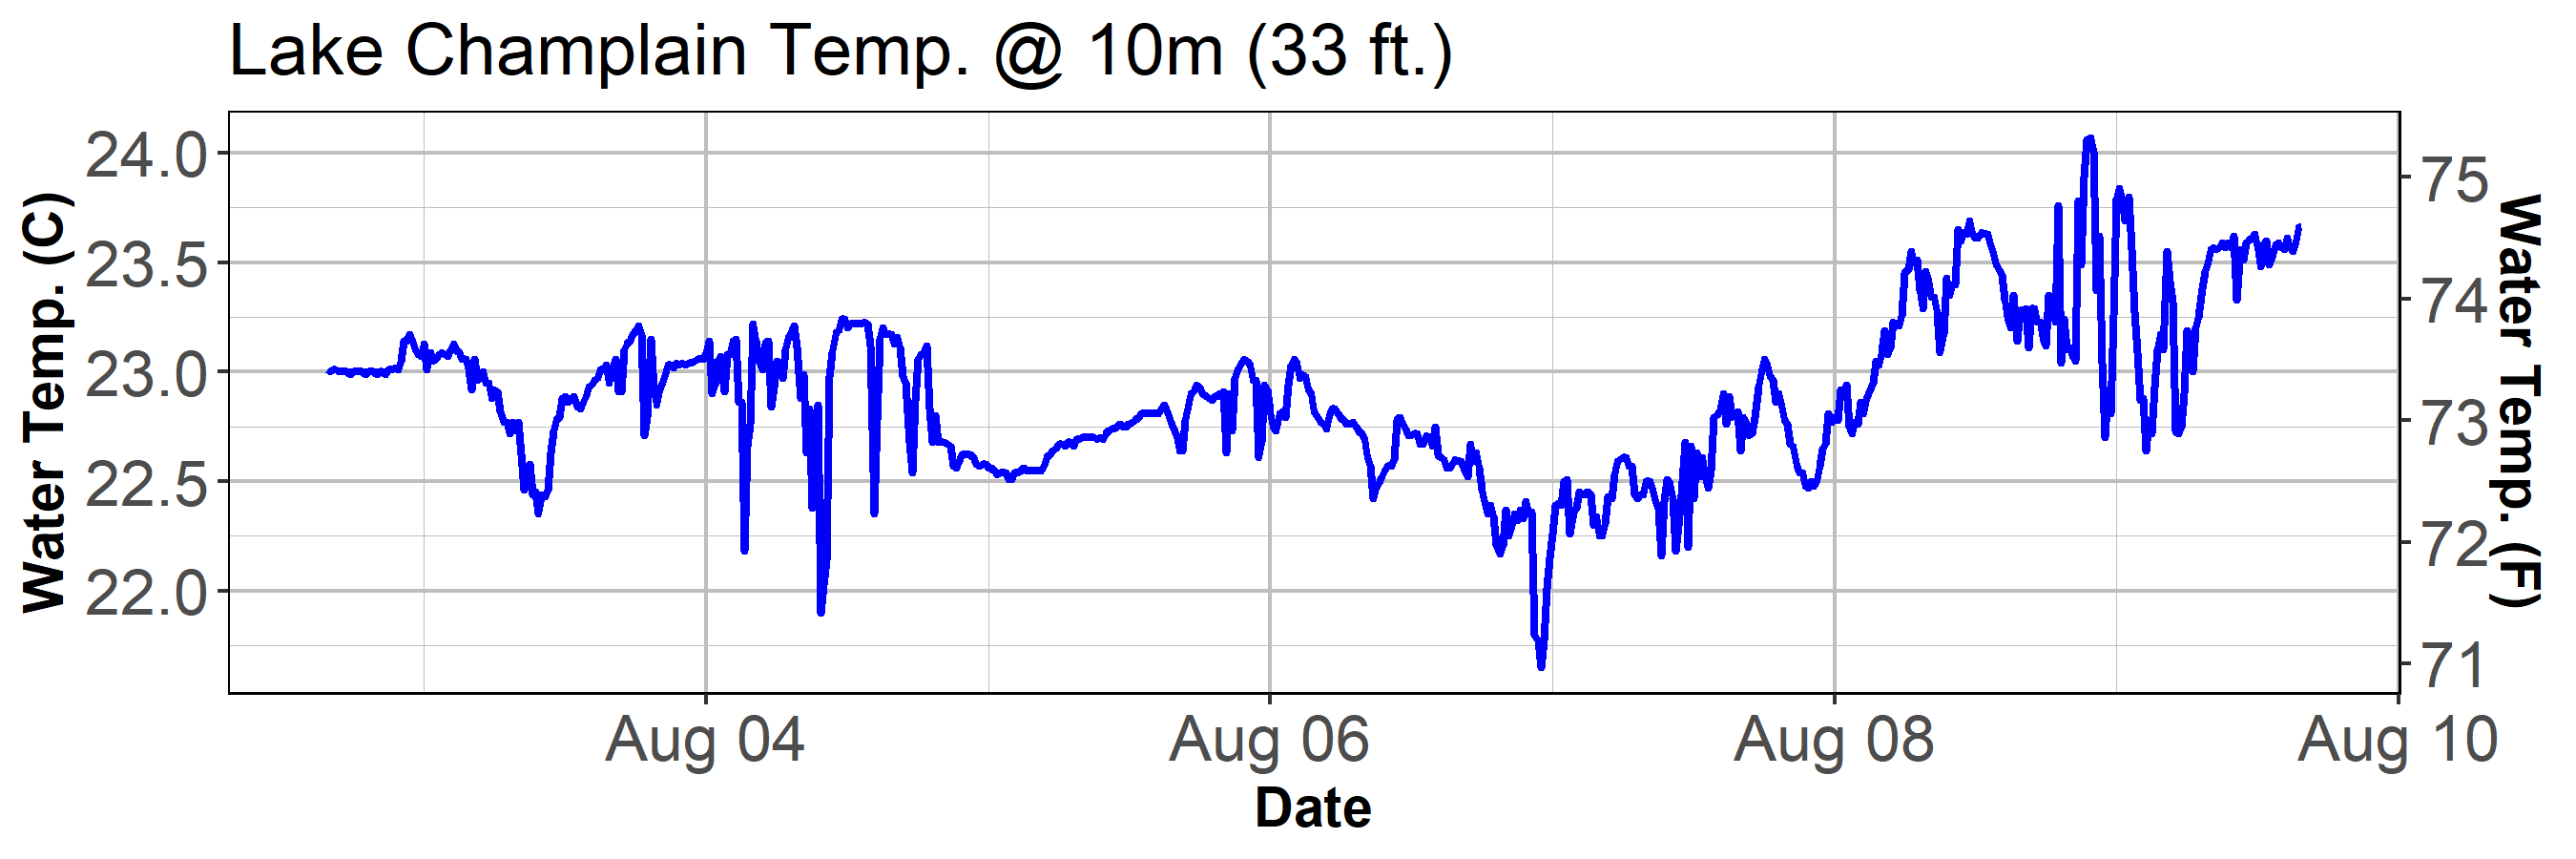 Lake Champlain Temp. @ 10m (33 ft.)
Water Temp. (C)
24.0
23.5
23.0
22.5
22.0
75
74
73
72
71
Water Temp. (F)
Aug 04
Aug 06
Aug 08
Aug 10
Date